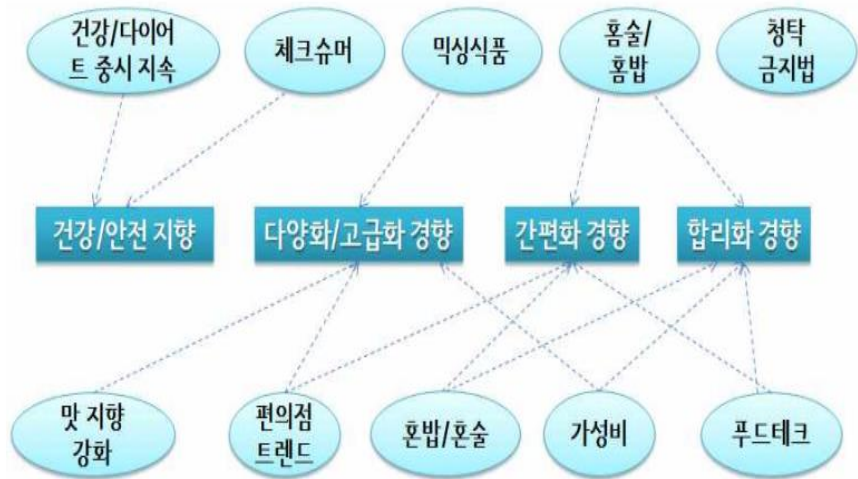 건강/다이어
트 중시 지속
체크슈머
믹싱식품
홈술/
홈밥
청탁
금지법
건강/안전 지향
다양화/고급화 경향
간편화 경향
합리화 경향
맛 지향
강화
편의점
트렌드
혼밥/혼술
가성비
푸드테크